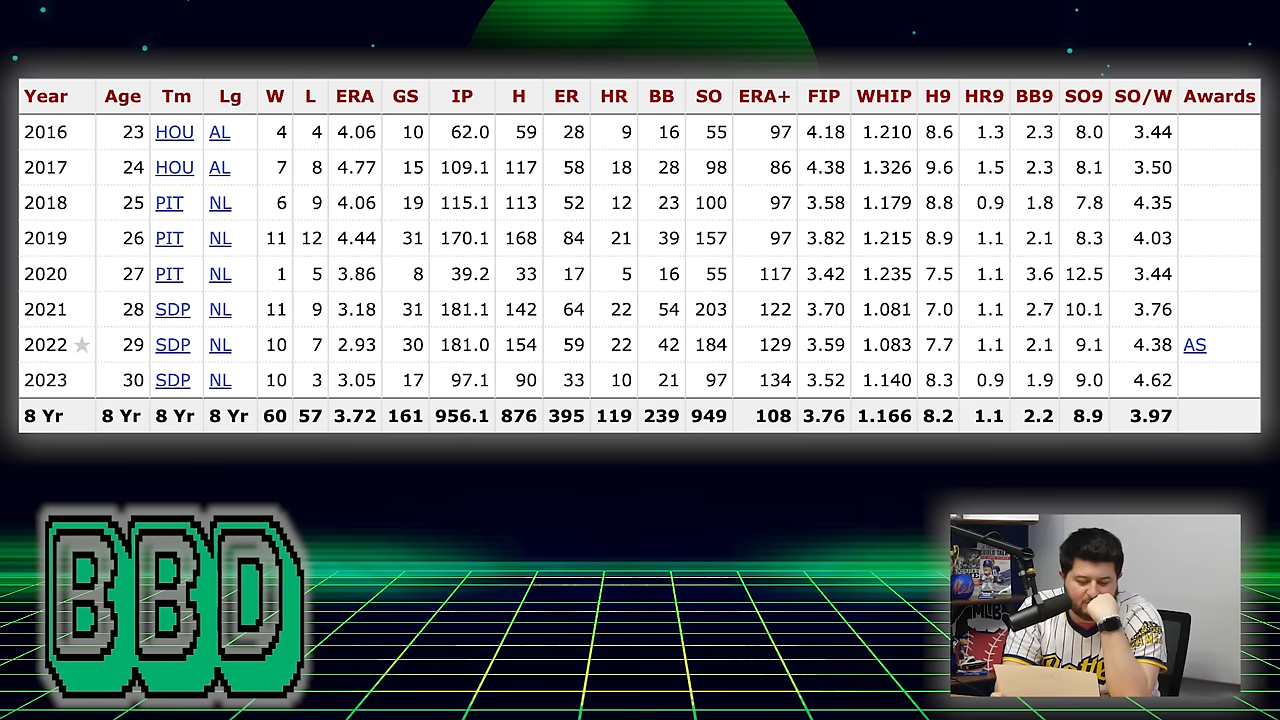 Year Age Tm Lg W L ERA GS IP H ER HR BB SO ERA+ FIP WHIP H9 HR9 BB9 SO9 SO/W Awards
2016 23 HOU AL 4 4 4.06 10 62.0 59 28 9 16 55 97 4.18 1.210 8.6 1.3 2.3 8.0 3.44
2017 24 HOU AL 7 8 4.77 15 109.1 117 58 18 28 98 86 4.38 1.326 9.6 1.5 2.3 8.1 3.50
2018 25 PIT NL 6 9 4.06 19 115.1 113 52 12 23 100 97 3.58 1.179 8.8 0.9 1.8 7.8 4.35
2019 26 PIT NL 11 12 4.44 31 170.1 168 84 21 39 157 97 3.82 1.215 8.9 1.1 2.1 8.3 4.03
2020 27 PIT NL 1 5 3.86 8 39.2 33 17 5 16 55 117 3.42 1.235 7.5 1.1 3.6 12.5 3.44
2021 28 SDP NL 11 9 3.18 31 181.1 142 64 22 54 203 122 3.70 1.081 7.0 1.1 2.7 10.1 3.76
2022 ★ 29 SDP NL 10 7 2.93 30 181.0 154 59 22 42 184 129 3.59 1.083 7.7 1.1 2.1 9.1 4.38 AS
2023 30 SDP NL 10 3 3.05 17 97.1 90 33 10 21 97 134 3.52 1.140 8.3 0.9 1.9 9.0 4.62
8 Yr 8 Yr 8 Yr 8 Yr 60 57 3.72 161 956.1 876 395 119 239 949 108 3.76 1.166 8.2 1.1 2.2 8.9 3.97
BBD
MLB